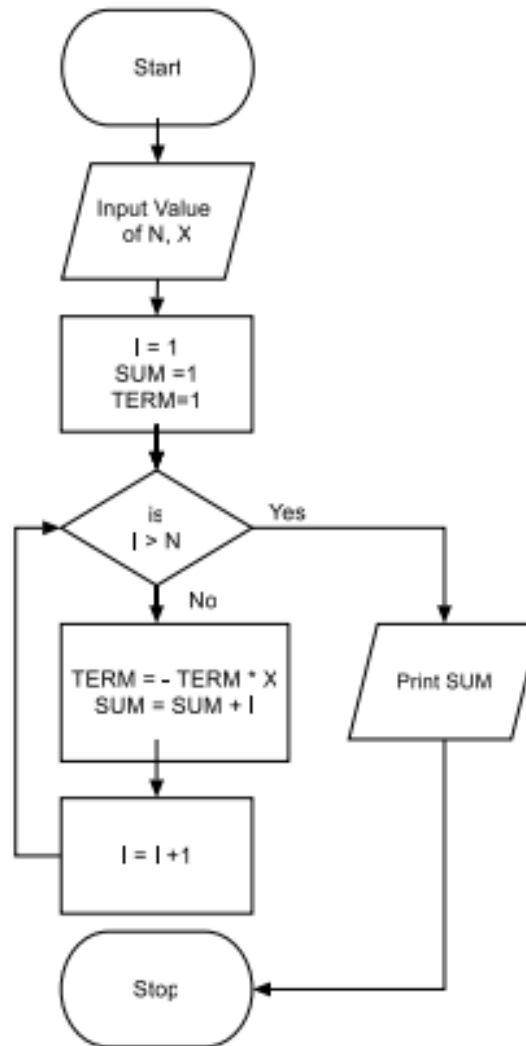 Start
Input Value
of N, X
I = 1
SUM =1
TERM=1
is
I > N
Yes
No
TERM = - TERM * X
SUM = SUM + I
Print SUM
I = I +1
Stop